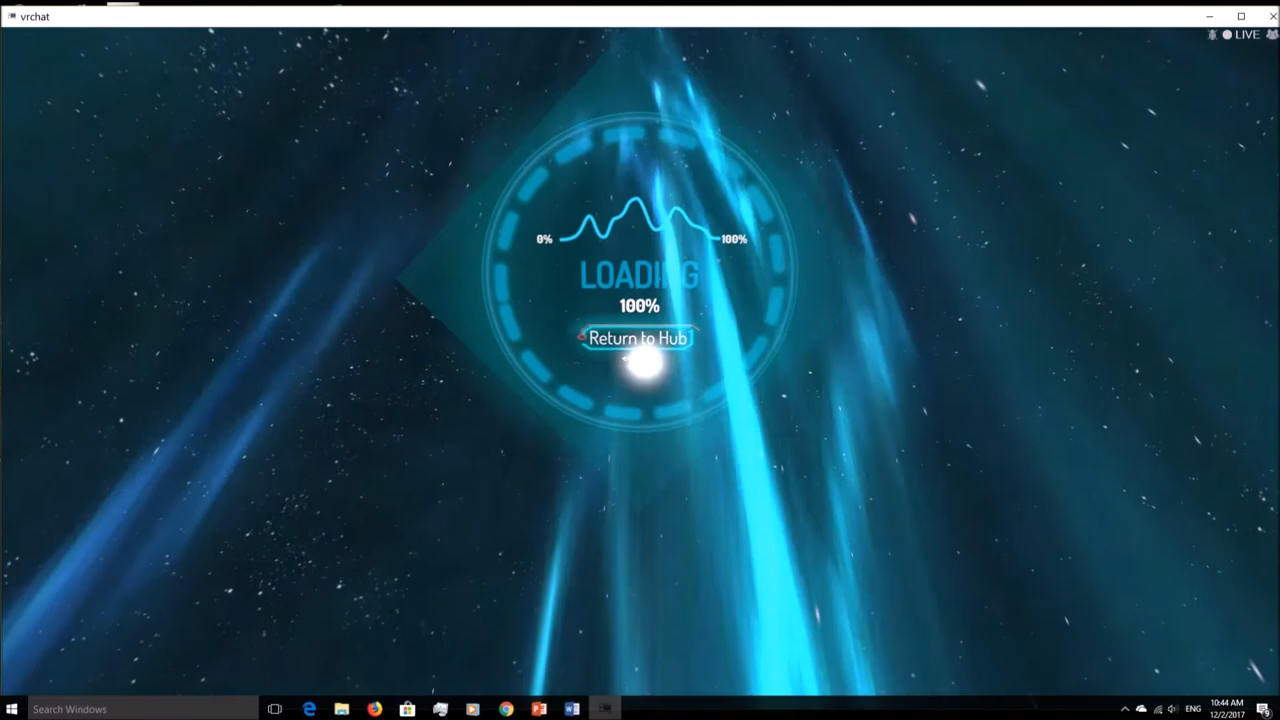 vrchat
LIVE
0%
100%
LOADING
100%
Return to Hub
Search Windows
ENG
10:44 AM
12/2/2017